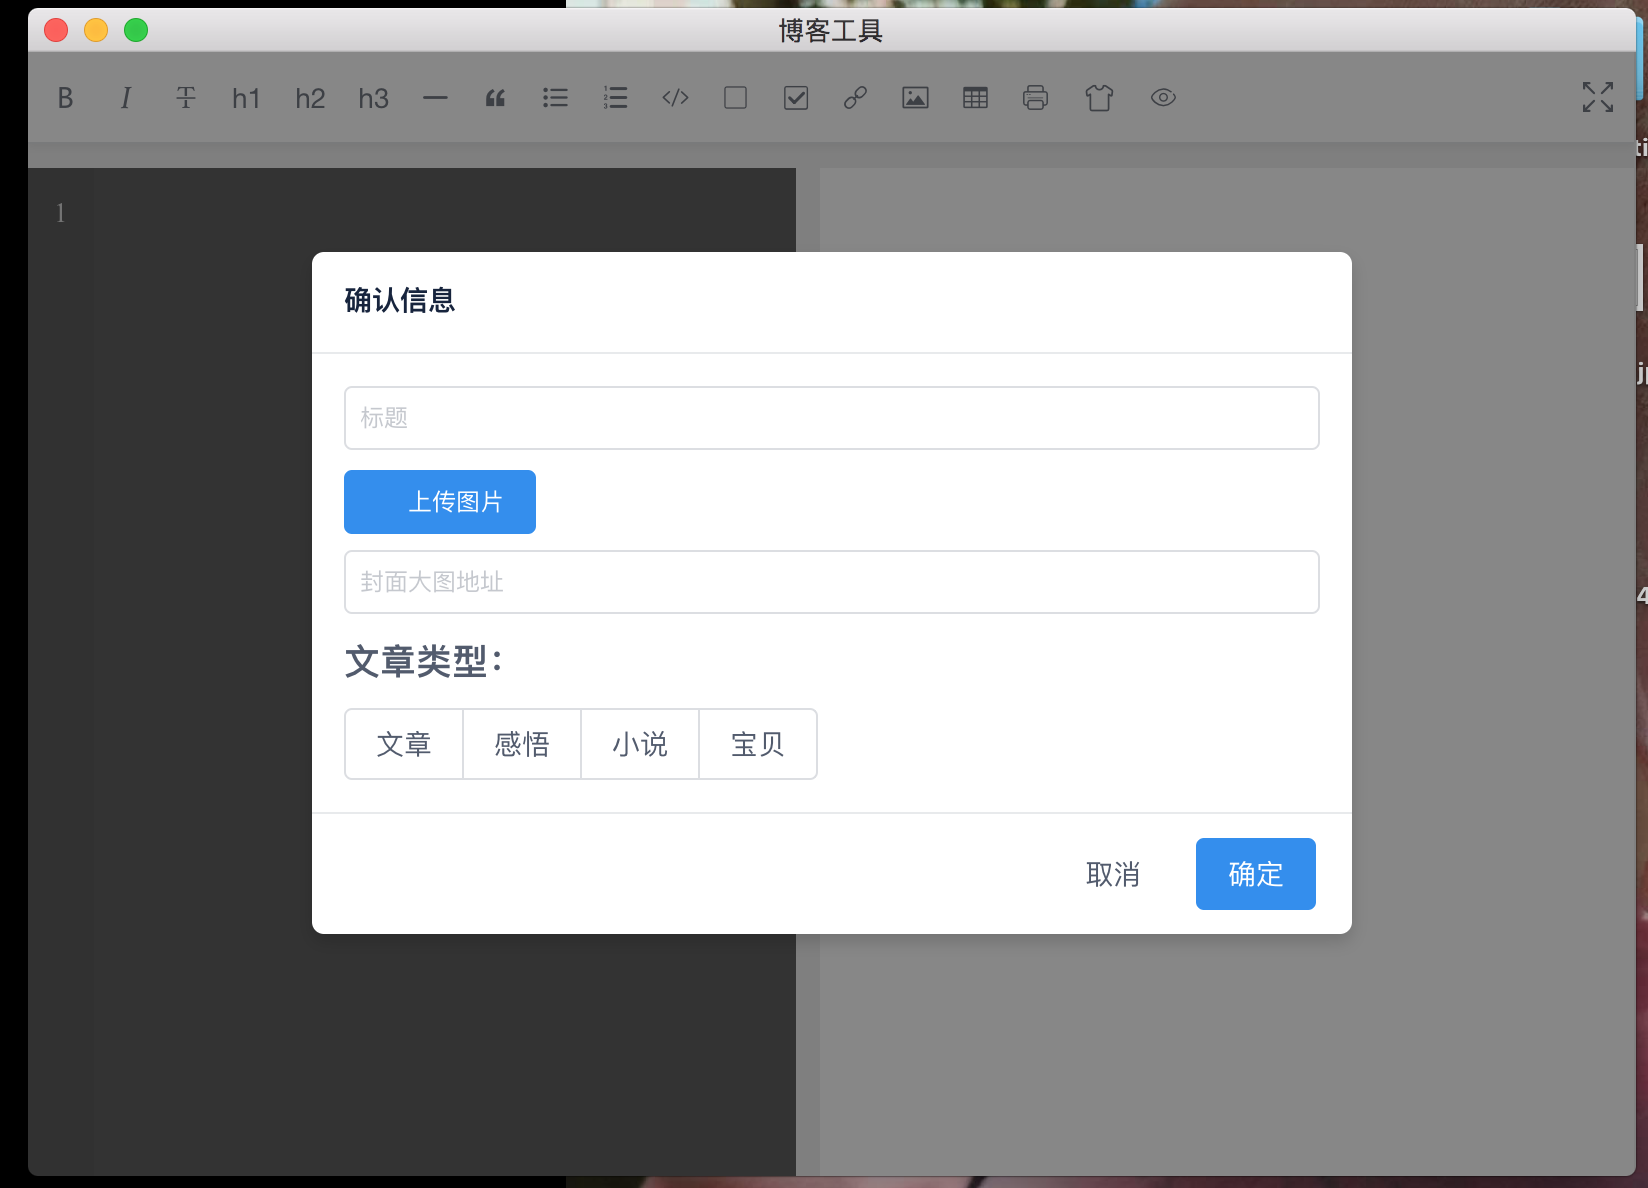 博客工具
B I T h1 h2 h3 — “ </>
1
确认信息
标题
上传图片
封面大图地址
文章类型：
文章 感悟 小说 宝贝
取消 确定